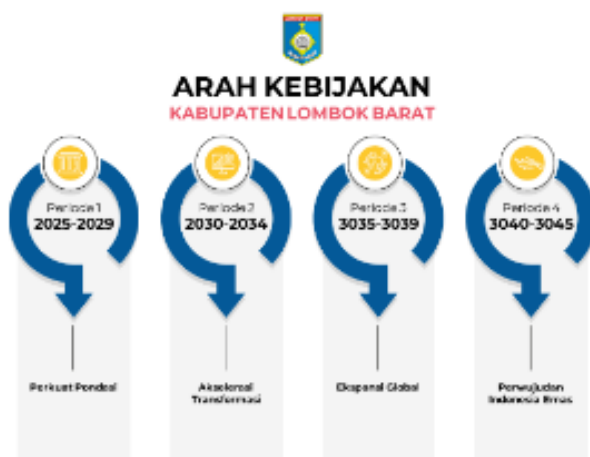 ARAH KEBIJAKAN
KABUPATEN LOMBOK BARAT
Periode 1
2025-2029
Periode 2
2030-2034
Periode 3
3035-3039
Periode 4
3040-3045
Perkuat Pondasi
Akselerasi
Transformasi
Ekspansi Global
Perwujudan
Indonesia Emas